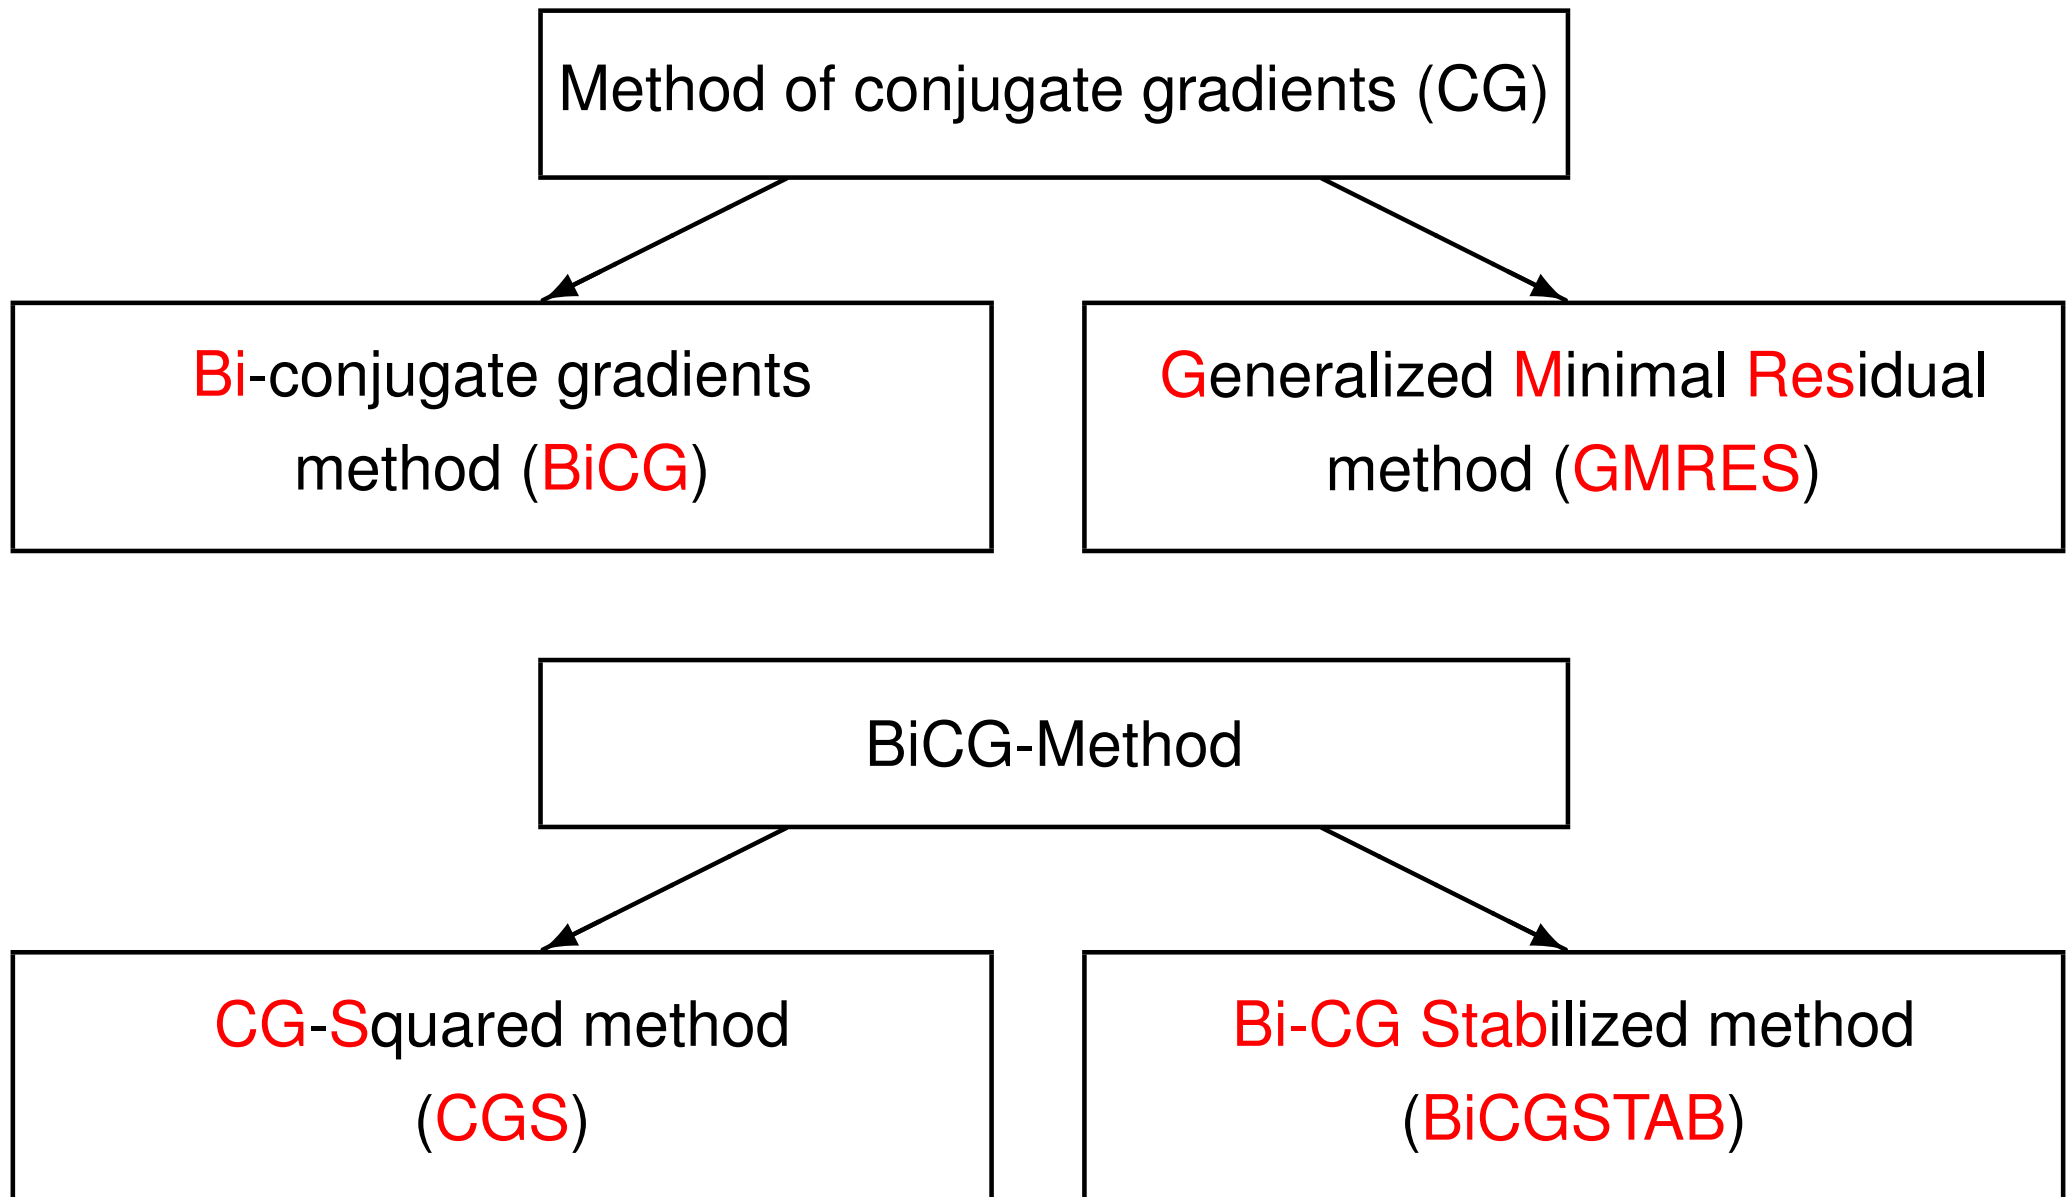 Method of conjugate gradients (CG)
Bi-conjugate gradients
method (BiCG)
Generalized Minimal Residual
method (GMRES)
BiCG-Method
CG-Squared method
(CGS)
Bi-CG Stabilized method
(BiCGSTAB)